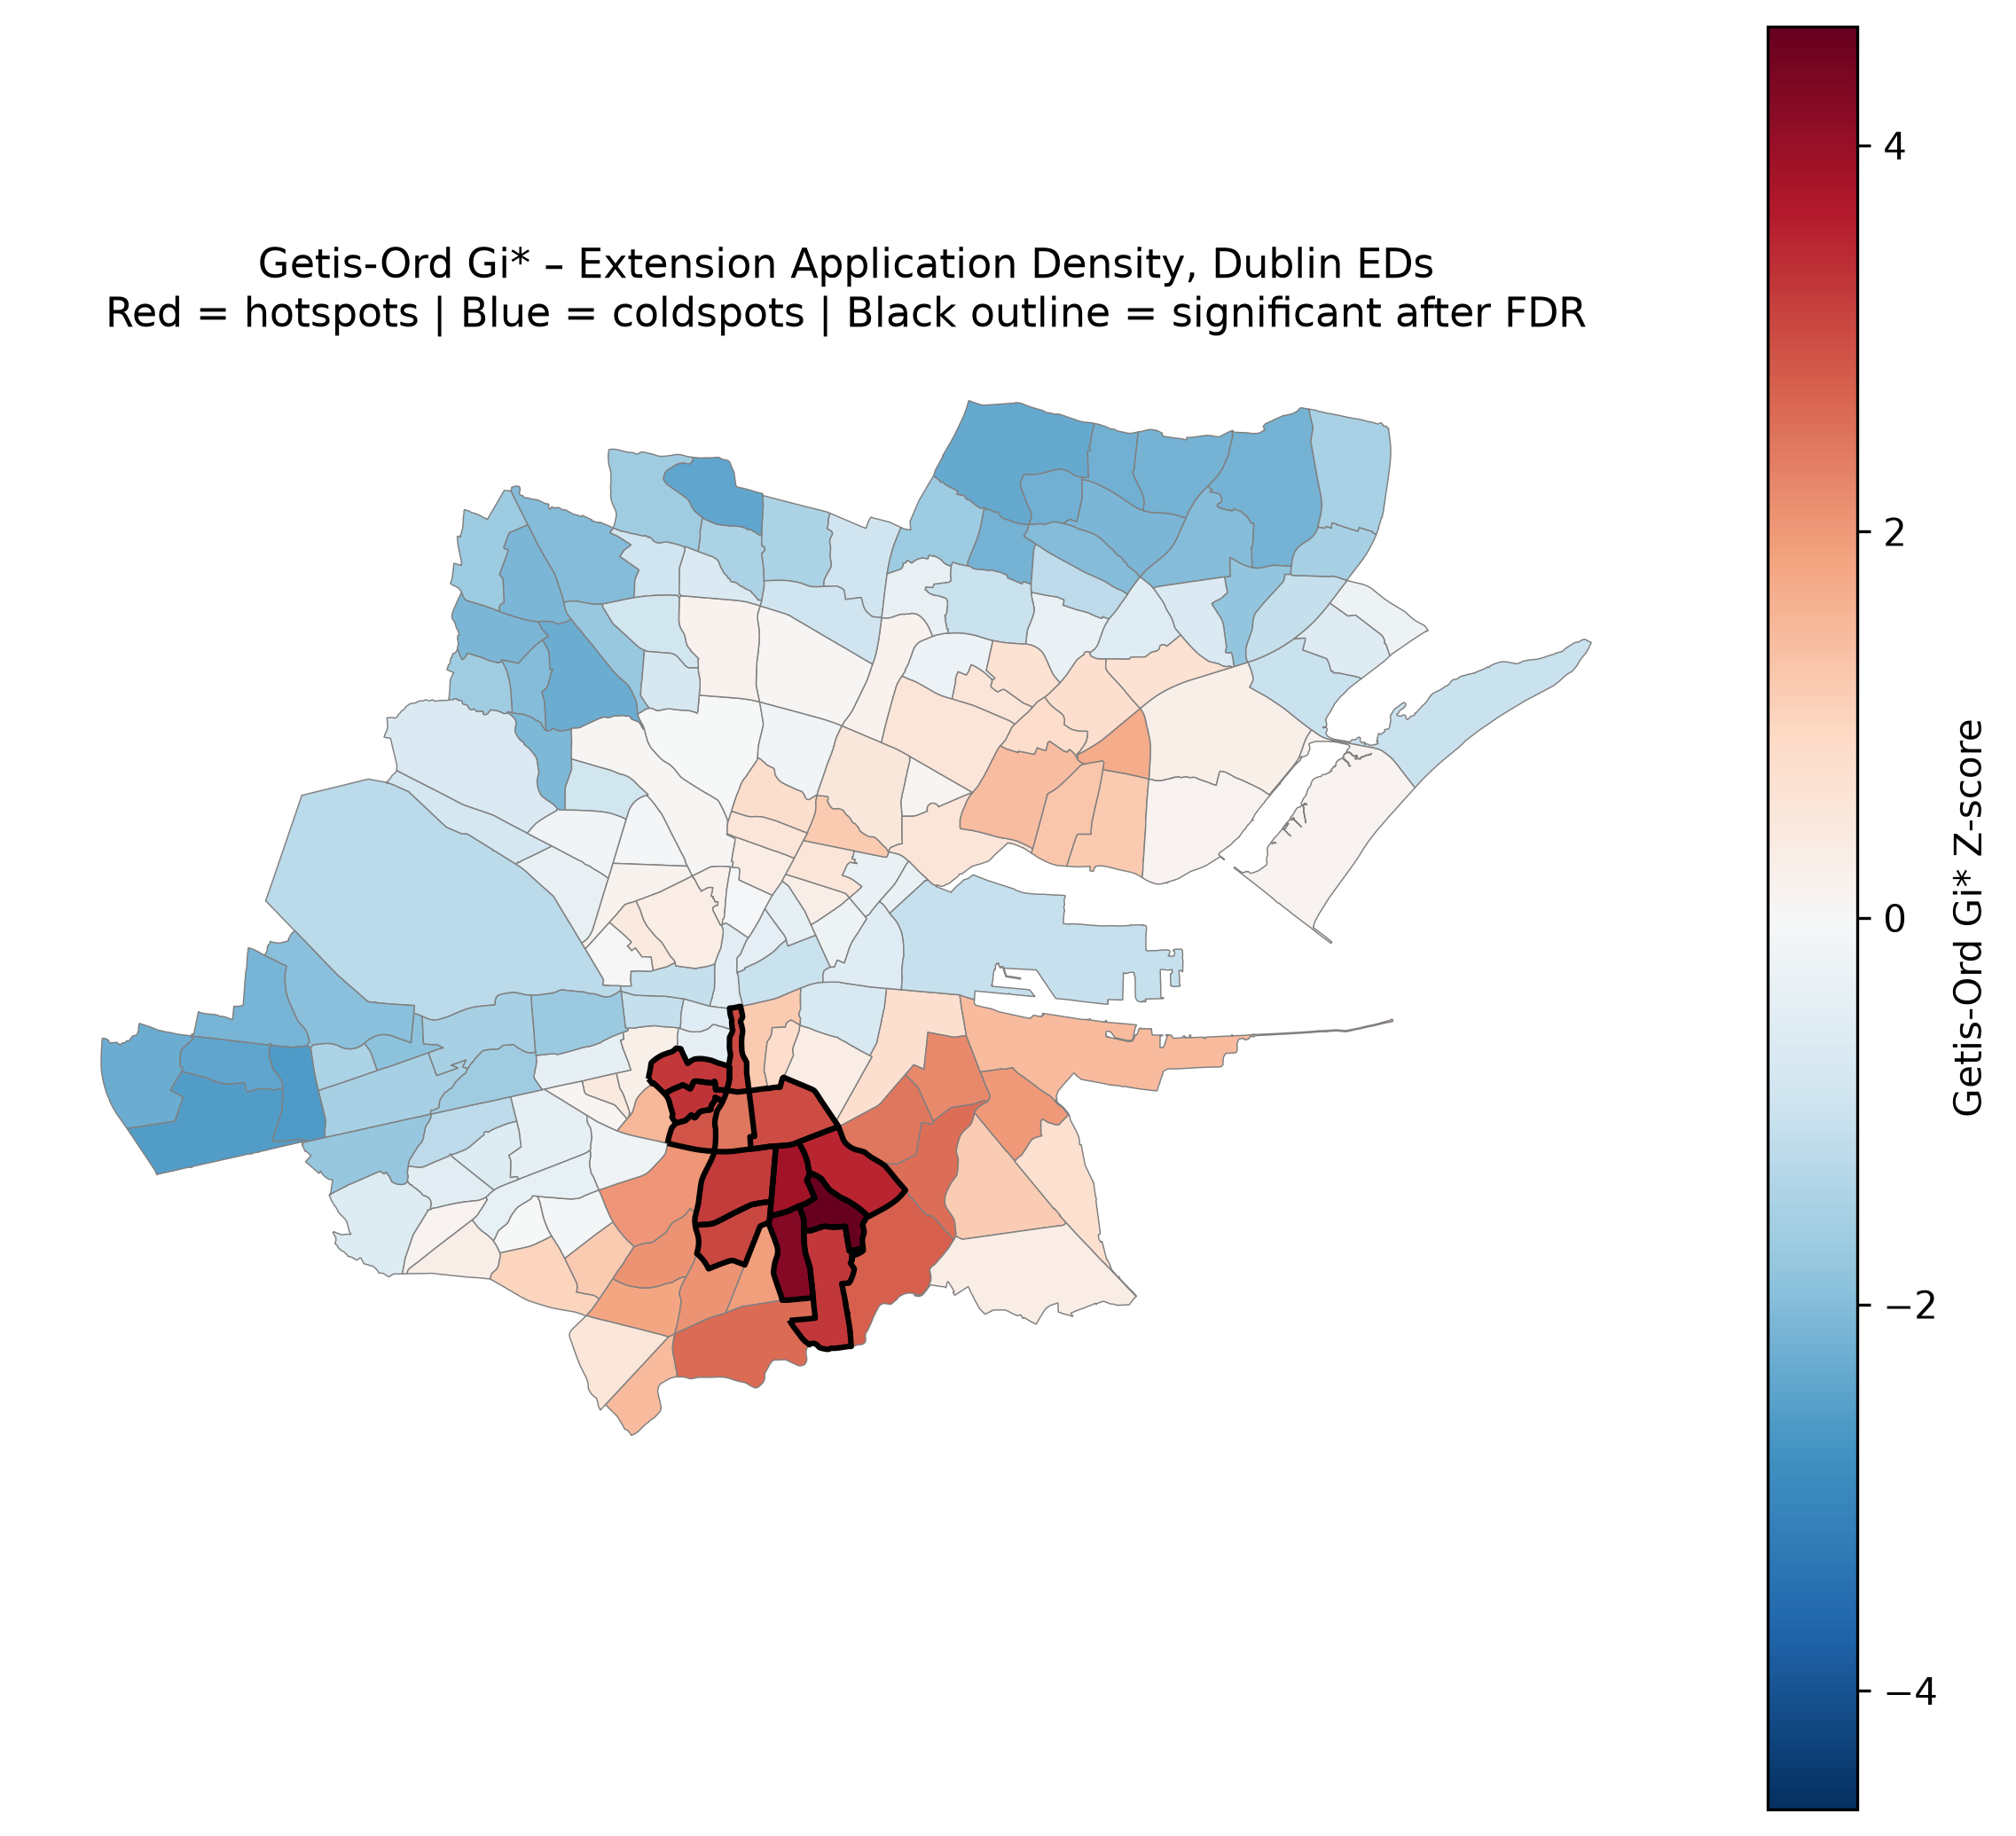 Getis-Ord Gi* – Extension Application Density, Dublin EDs
Red = hotspots | Blue = coldspots | Black outline = significant after FDR
4
2
0
−2
−4
Getis-Ord Gi* Z-score